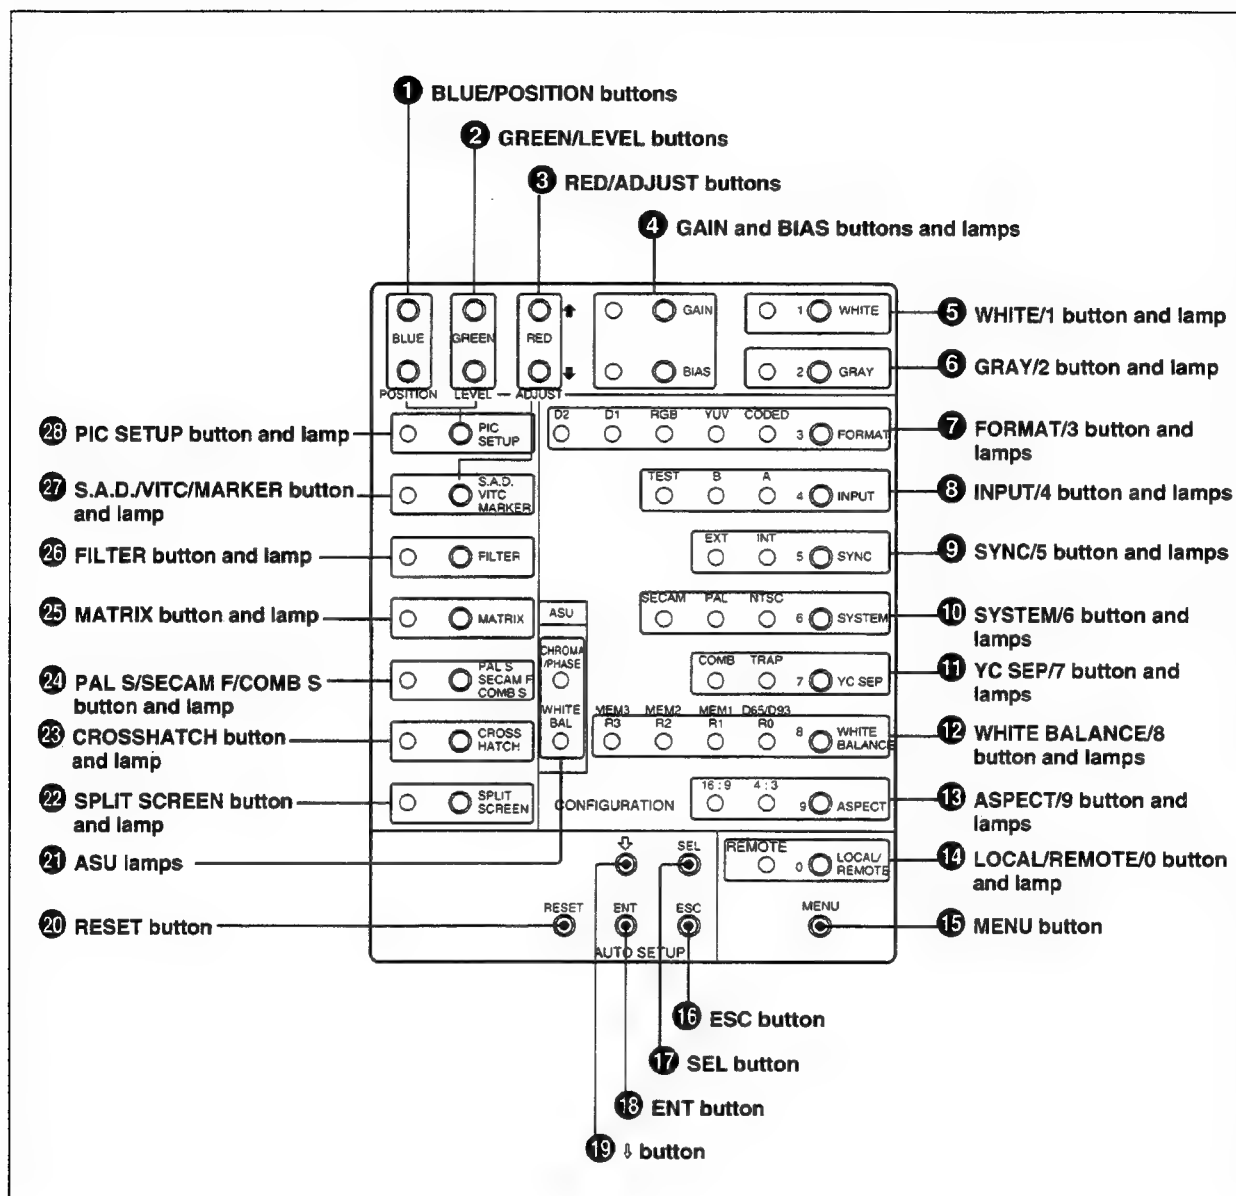 1 BLUE/POSITION buttons
2 GREEN/LEVEL buttons
3 RED/ADJUST buttons
4 GAIN and BIAS buttons and lamps
BLUE
GREEN
RED
POSITION
LEVEL
ADJUST
GAIN
BIAS
1 WHITE
2 GRAY
5 WHITE/1 button and lamp
6 GRAY/2 button and lamp
28 PIC SETUP button and lamp
PIC
SETUP
D2 D1 RGB YUV CODED
3 FORMAT
7 FORMAT/3 button and
lamps
27 S.A.D./VITC/MARKER button
and lamp
S.A.D.
VITC
MARKER
TEST B A
4 INPUT
8 INPUT/4 button and lamps
26 FILTER button and lamp
FILTER
EXT INT
5 SYNC
9 SYNC/5 button and lamps
25 MATRIX button and lamp
MATRIX
ASU
SECAM PAL NTSC
6 SYSTEM
10 SYSTEM/6 button and
lamps
24 PAL S/SECAM F/COMB S
button and lamp
PAL S
SECAM F
COMB S
CHROMA
/PHASE
COMB TRAP
7 YC SEP
11 YC SEP/7 button and
lamps
23 CROSSHATCH button
and lamp
CROSS
HATCH
WHITE
BAL
MEM3 MEM2 MEM1 D65/D93
R3 R2 R1 R0
8 WHITE
BALANCE
12 WHITE BALANCE/8
button and lamps
22 SPLIT SCREEN button
and lamp
SPLIT
SCREEN
CONFIGURATION
16:9 4:3
9 ASPECT
13 ASPECT/9 button and
lamps
21 ASU lamps
⇩
SEL
REMOTE
0 LOCAL/
REMOTE
14 LOCAL/REMOTE/0 button
and lamp
20 RESET button
RESET
ENT
ESC
MENU
AUTO SETUP
15 MENU button
16 ESC button
17 SEL button
18 ENT button
19 ⇩ button